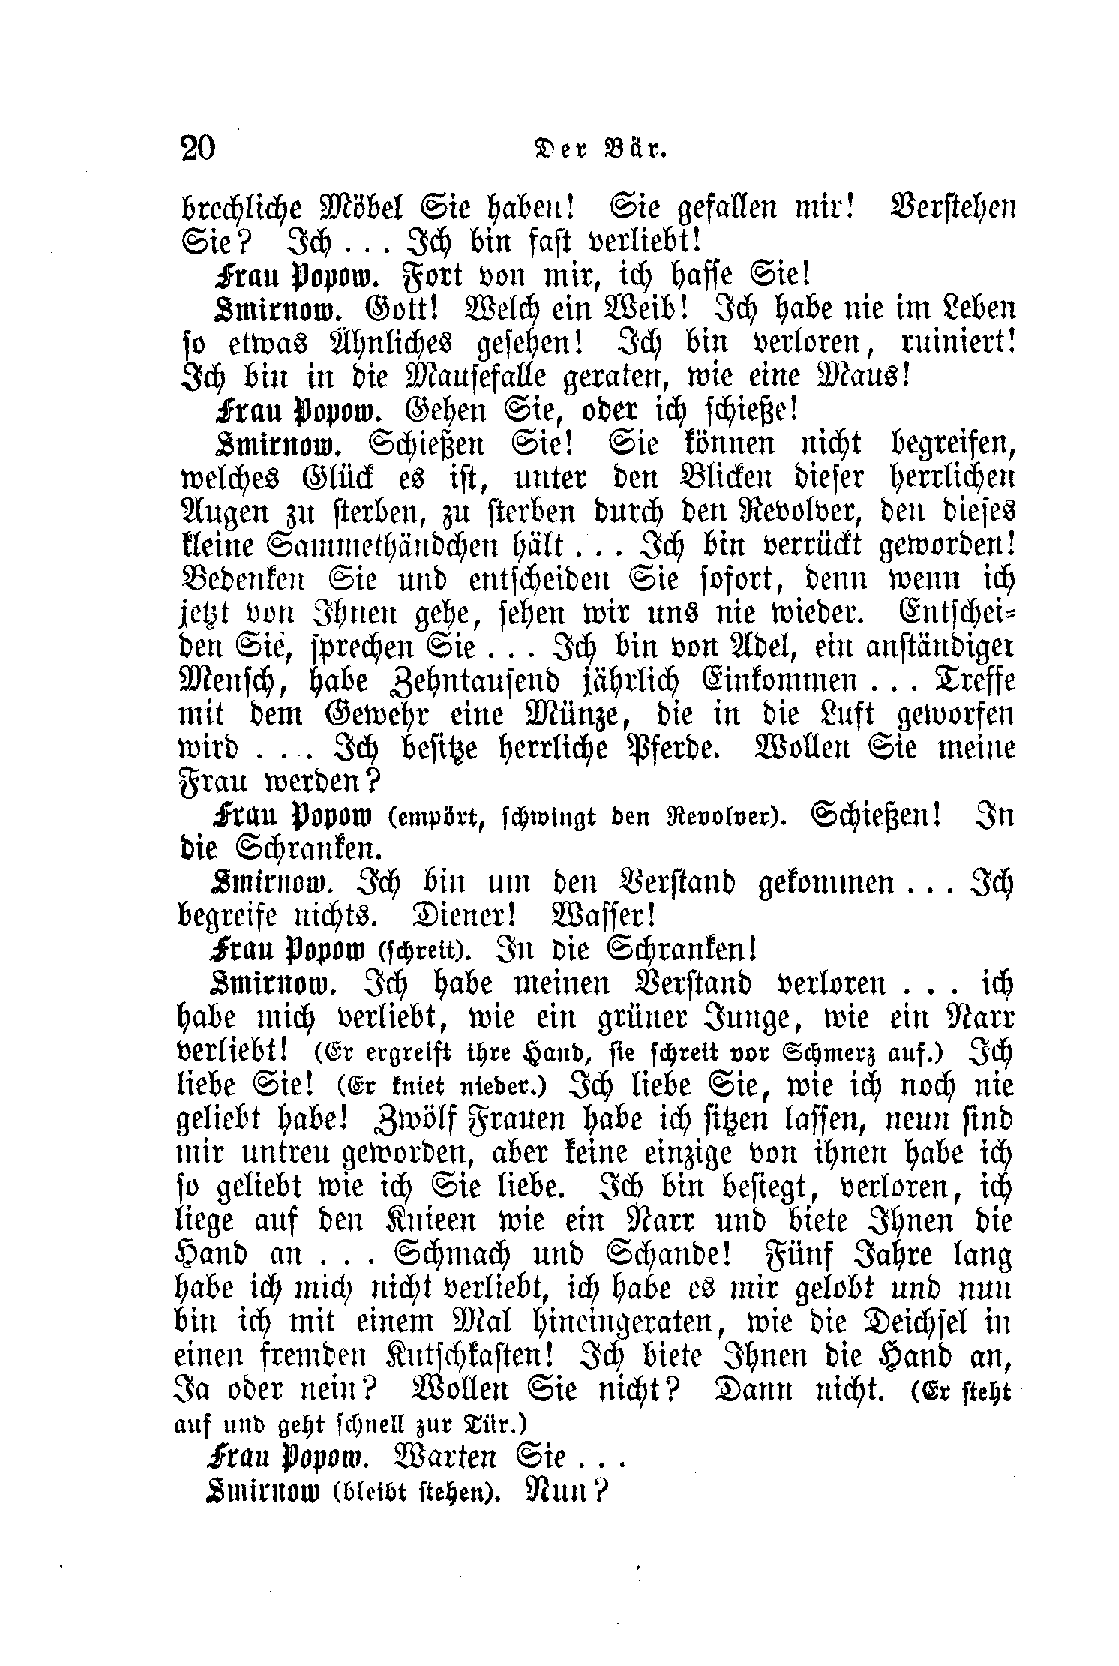 20 Der Bär.
brechliche Möbel Sie haben! Sie gefallen mir! Verstehen
Sie? Ich . . . Ich bin fast verliebt!
Frau Popow. Fort von mir, ich hasse Sie!
Smirnow. Gott! Welch ein Weib! Ich habe nie im Leben
so etwas Ähnliches gesehen! Ich bin verloren, ruiniert!
Ich bin in die Mausefalle geraten, wie eine Maus!
Frau Popow. Gehen Sie, oder ich schieße!
Smirnow. Schießen Sie! Sie können nicht begreifen,
welches Glück es ist, unter den Blicken dieser herrlichen
Augen zu sterben, zu sterben durch den Revolver, den dieses
kleine Sammethändchen hält . . . Ich bin verrückt geworden!
Bedenken Sie und entscheiden Sie sofort, denn wenn ich
jetzt von Ihnen gehe, sehen wir uns nie wieder. Entschei-
den Sie, sprechen Sie . . . Ich bin von Adel, ein anständiger
Mensch, habe Zehntausend jährlich Einkommen . . . Treffe
mit dem Gewehr eine Münze, die in die Luft geworfen
wird . . . Ich besitze herrliche Pferde. Wollen Sie meine
Frau werden?
Frau Popow (empört, schwingt den Revolver). Schießen! In
die Schranken.
Smirnow. Ich bin um den Verstand gekommen . . . Ich
begreife nichts. Diener! Wasser!
Frau Popow (schreit). In die Schranken!
Smirnow. Ich habe meinen Verstand verloren . . . ich
habe mich verliebt, wie ein grüner Junge, wie ein Narr
verliebt! (Er ergreift ihre Hand, sie schreit vor Schmerz auf.) Ich
liebe Sie! (Er kniet nieder.) Ich liebe Sie, wie ich noch nie
geliebt habe! Zwölf Frauen habe ich sitzen lassen, neun sind
mir untreu geworden, aber keine einzige von ihnen habe ich
so geliebt wie ich Sie liebe. Ich bin besiegt, verloren, ich
liege auf den Knieen wie ein Narr und biete Ihnen die
Hand an . . . Schmach und Schande! Fünf Jahre lang
habe ich mich nicht verliebt, ich habe es mir gelobt und nun
bin ich mit einem Mal hineingeraten, wie die Deichsel in
einen fremden Kutschkasten! Ich biete Ihnen die Hand an,
Ja oder nein? Wollen Sie nicht? Dann nicht. (Er steht
auf und geht schnell zur Tür.)
Frau Popow. Warten Sie . . .
Smirnow (bleibt stehen). Nun?